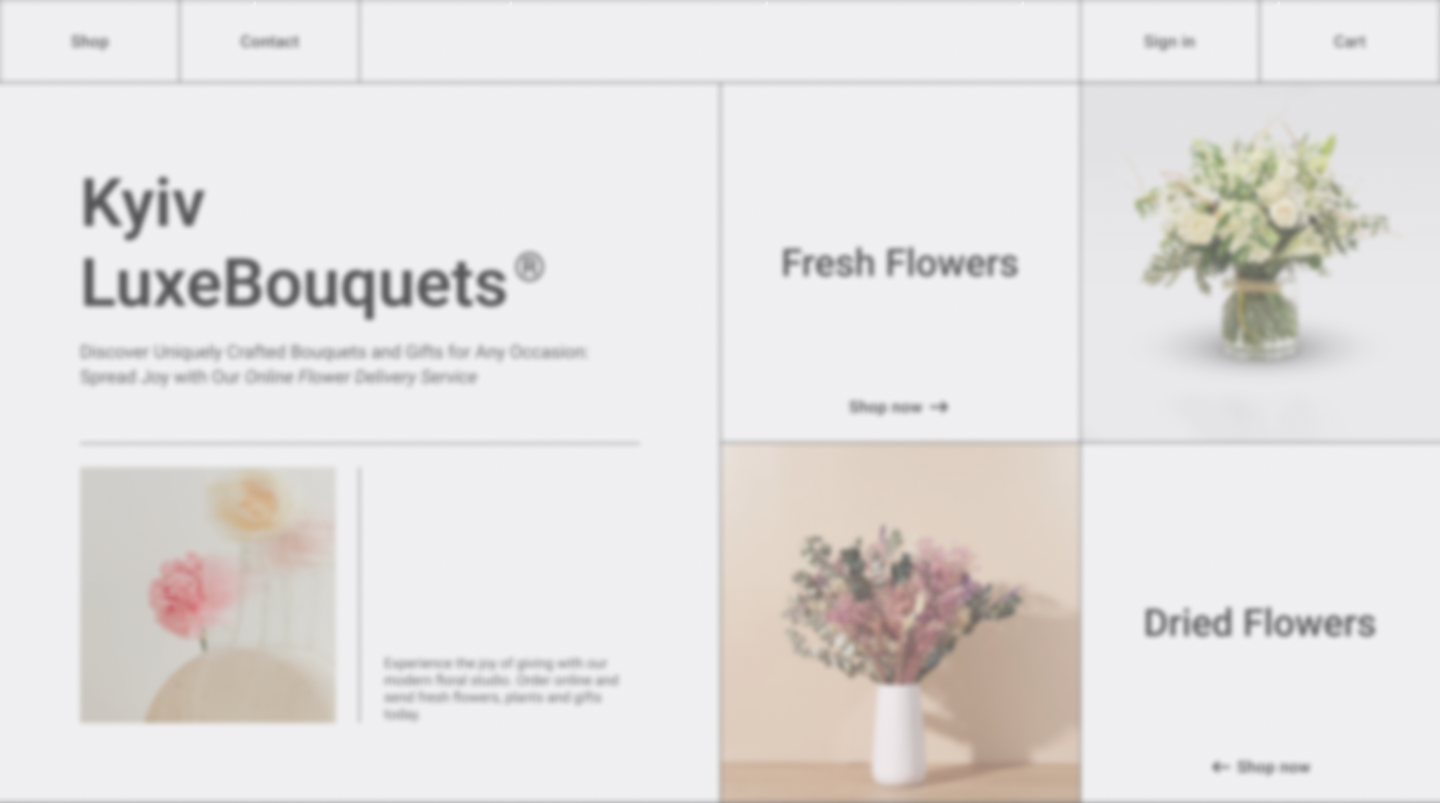 Shop
Contact
Sign in
Cart
Kyiv
LuxeBouquets®
Discover Uniquely Crafted Bouquets and Gifts for Any Occasion:
Spread Joy with Our Online Flower Delivery Service
Experience the joy of giving with our
modern floral studio. Order online and
send fresh flowers, plants and gifts
today.
Fresh Flowers
Shop now →
Dried Flowers
← Shop now